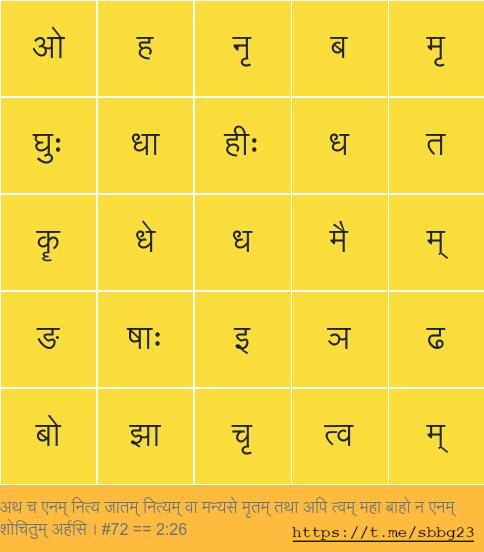 ओ ह नृ ब मृ
घुः धा हीः ध त
कॄ धे ध मै म्
ङ षाः इ ञ ढ
बो झा चृ त्व म्
अथ च एनम् नित्य जातम् नित्यम् वा मन्यसे मृतम् तथा अपि त्वम् महा बाहो न एनम्
शोचितुम् अर्हसि । #72 == 2:26 https://t.me/sbbg23